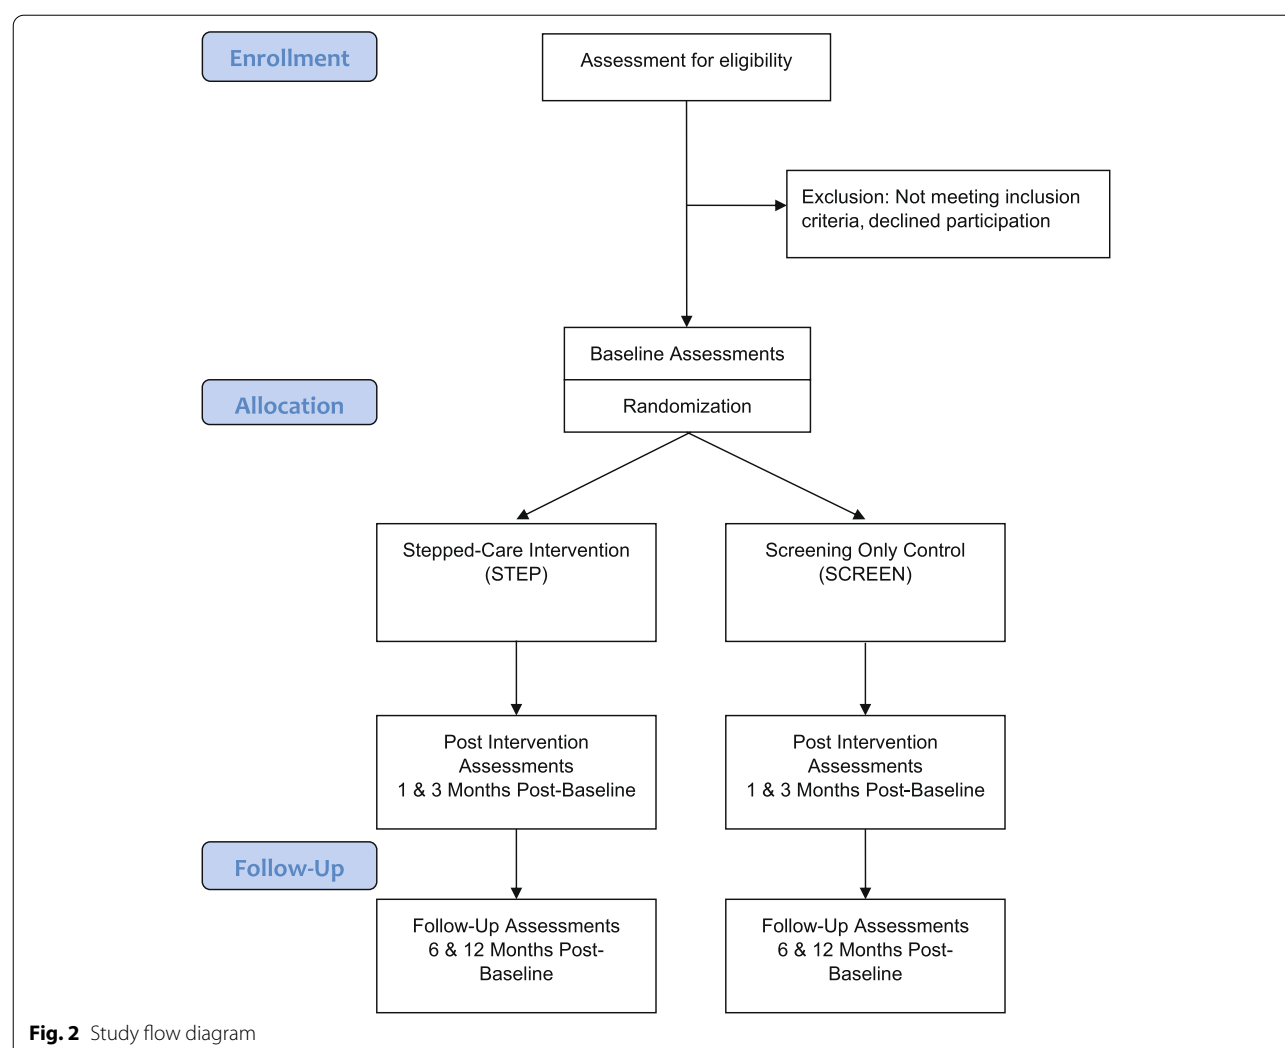 Enrollment
Assessment for eligibility
Exclusion: Not meeting inclusion
criteria, declined participation
Baseline Assessments
Allocation
Randomization
Stepped-Care Intervention
(STEP)
Screening Only Control
(SCREEN)
Post Intervention
Assessments
1 & 3 Months Post-Baseline
Post Intervention
Assessments
1 & 3 Months Post-Baseline
Follow-Up
Follow-Up Assessments
6 & 12 Months Post-
Baseline
Follow-Up Assessments
6 & 12 Months Post-
Baseline
Fig. 2 Study flow diagram